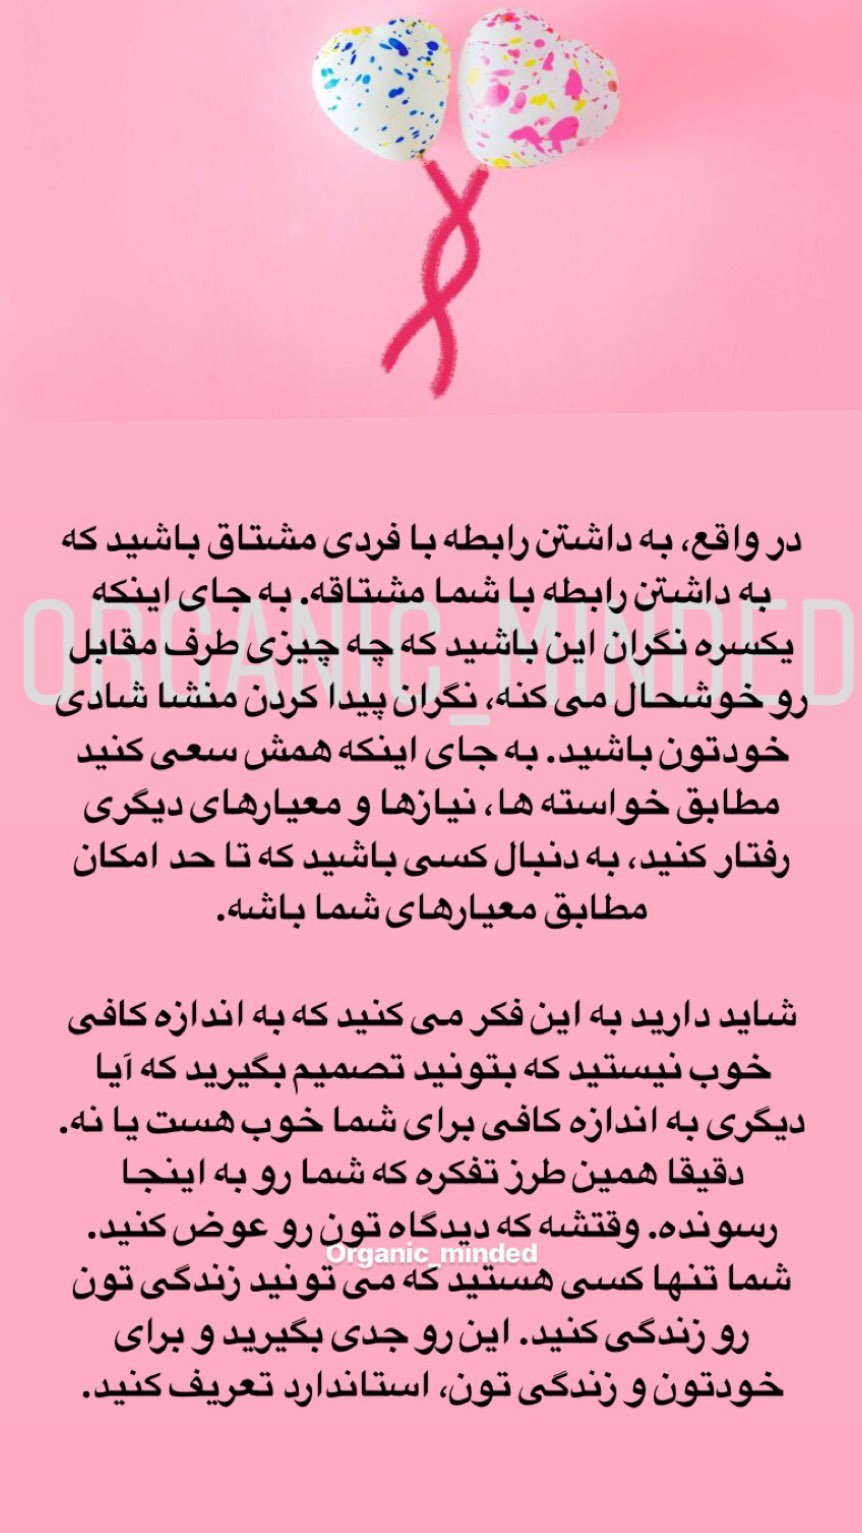 در واقع، به داشتن رابطه با فردی مشتاق باشید که
به داشتن رابطه با شما مشتاقه. به جای اینکه
ORGANIC_MINDED
یکسره نگران این باشید که چه چیزی طرف مقابل
رو خوشحال می کنه، نگران پیدا کردن منشا شادی
خودتون باشید. به جای اینکه همش سعی کنید
مطابق خواسته ها، نیازها و معیارهای دیگری
رفتار کنید، به دنبال کسی باشید که تا حد امکان
مطابق معیارهای شما باشه.
شاید دارید به این فکر می کنید که به اندازه کافی
خوب نیستید که بتونید تصمیم بگیرید که آیا
دیگری به اندازه کافی برای شما خوب هست یا نه.
دقیقا همین طرز تفکره که شما رو به اینجا
رسونده. وقتشه که دیدگاه تون رو عوض کنید.
Organic_minded
شما تنها کسی هستید که می تونید زندگی تون
رو زندگی کنید. این رو جدی بگیرید و برای
خودتون و زندگی تون، استاندارد تعریف کنید.